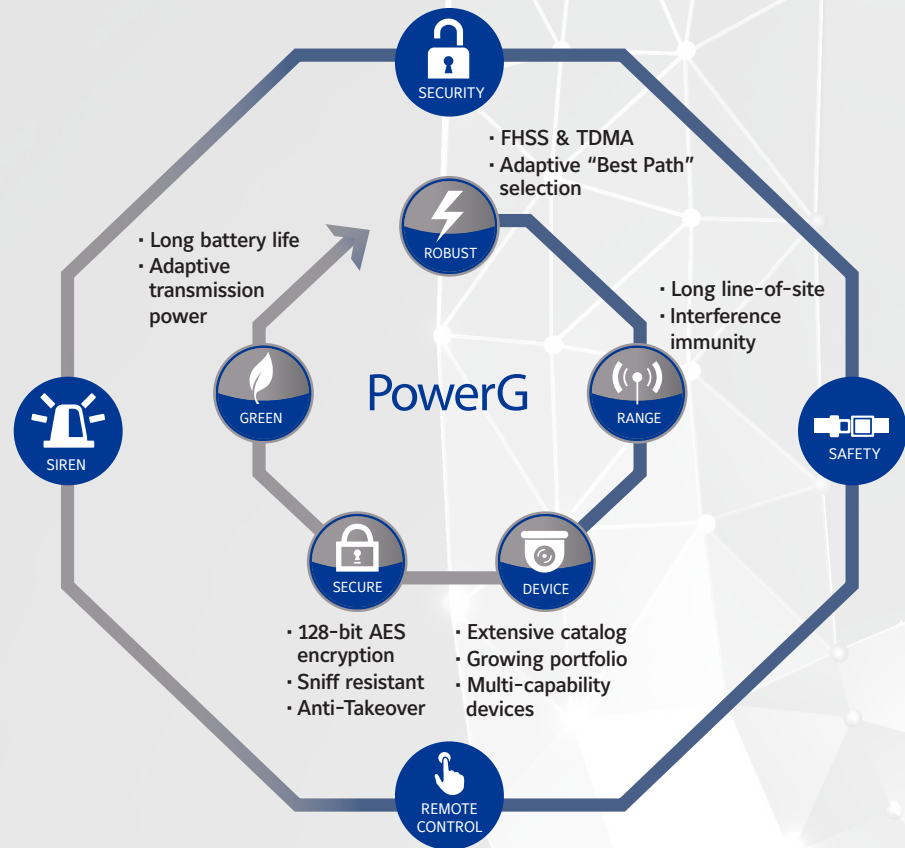 SECURITY
· FHSS & TDMA
· Adaptive “Best Path”
selection
ROBUST
· Long battery life
· Adaptive
transmission
power
· Long line-of-site
· Interference
immunity
GREEN
PowerG
RANGE
SIREN
SAFETY
SECURE
DEVICE
· 128-bit AES
encryption
· Sniff resistant
· Anti-Takeover
· Extensive catalog
· Growing portfolio
· Multi-capability
devices
REMOTE
CONTROL